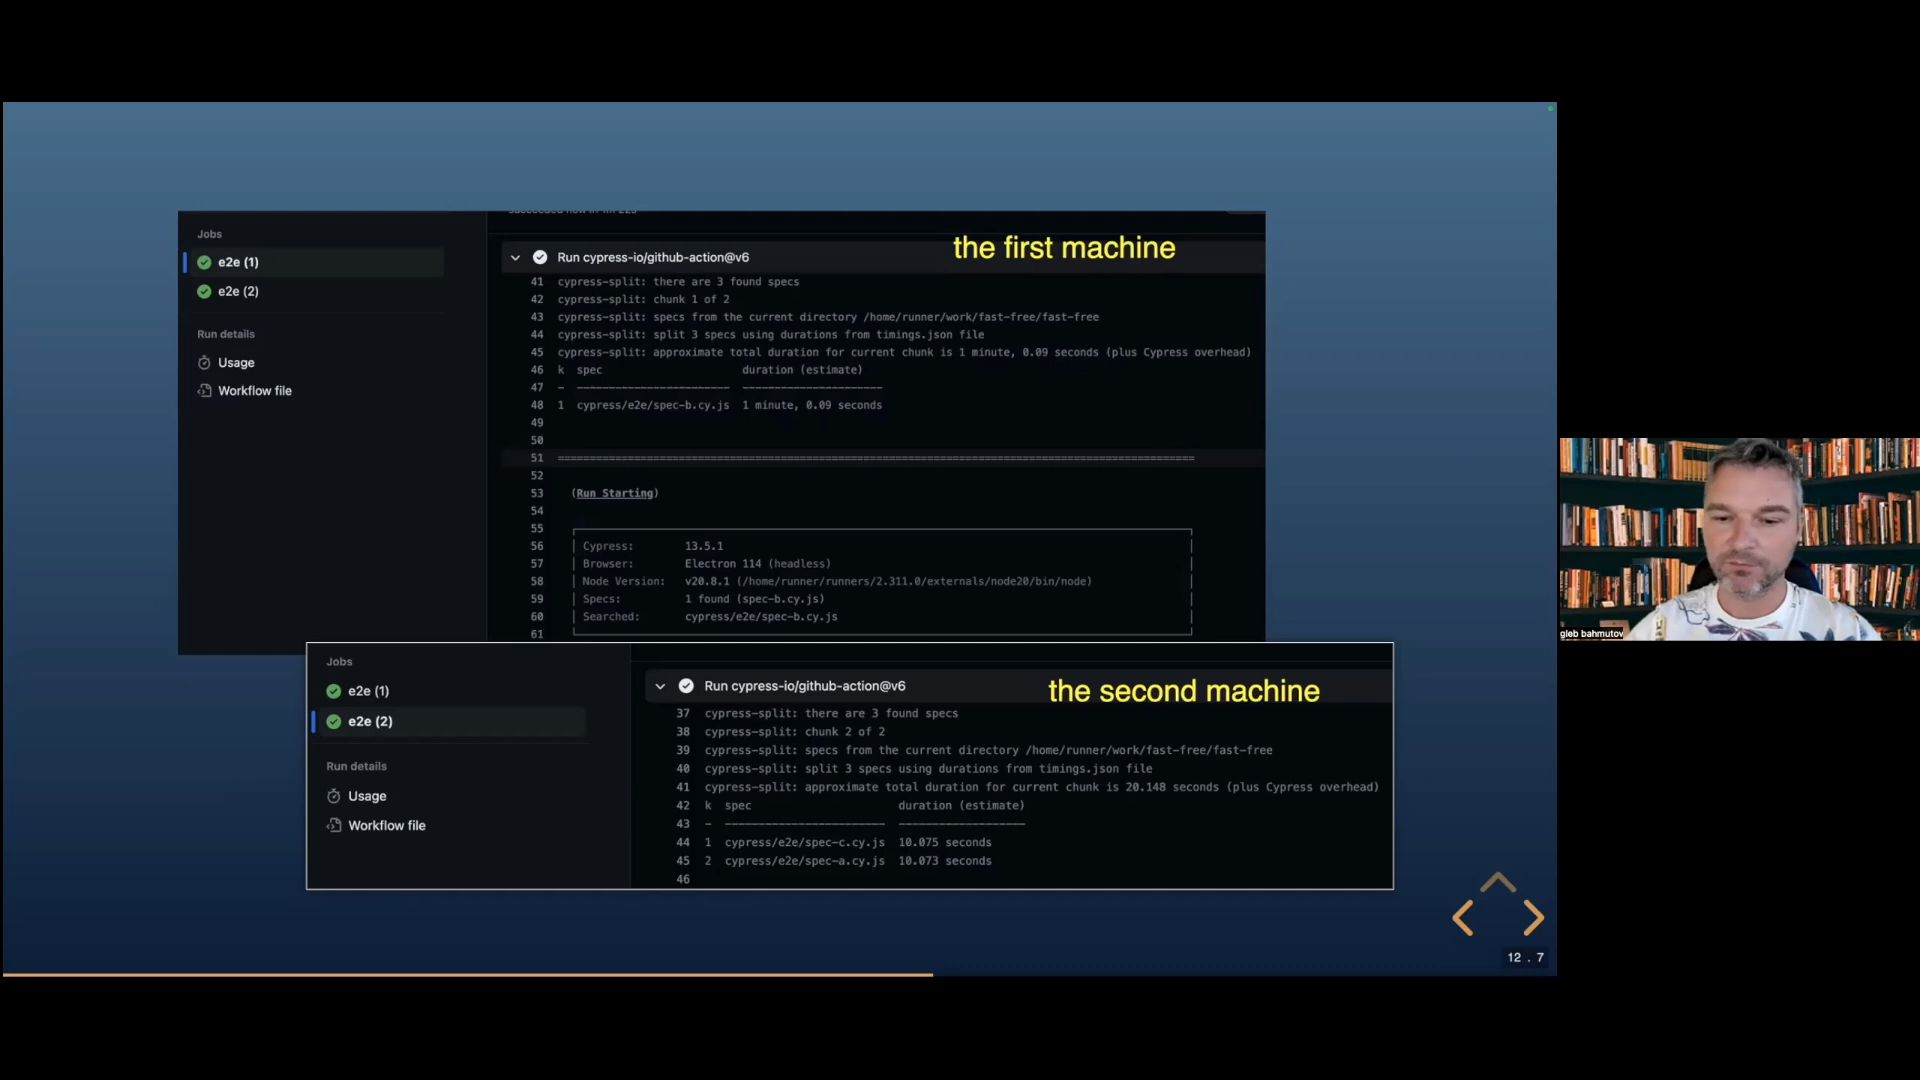 Jobs
e2e (1)
e2e (2)
Run details
Usage
Workflow file
the first machine
Run cypress-io/github-action@v6
41 cypress-split: there are 3 found specs
42 cypress-split: chunk 1 of 2
43 cypress-split: specs from the current directory /home/runner/work/fast-free/fast-free
44 cypress-split: split 3 specs using durations from timings.json file
45 cypress-split: approximate total duration for current chunk is 1 minute, 0.09 seconds (plus Cypress overhead)
46 k spec duration (estimate)
47 – ------------------------ ----------------------
48 1 cypress/e2e/spec-b.cy.js 1 minute, 0.09 seconds
49
50
51 ====================================================================================================
52
53 (Run Starting)
54
55
56 Cypress: 13.5.1
57 Browser: Electron 114 (headless)
58 Node Version: v20.8.1 (/home/runner/runners/2.311.0/externals/node20/bin/node)
59 Specs: 1 found (spec-b.cy.js)
60 Searched: cypress/e2e/spec-b.cy.js
61
Jobs
e2e (1)
e2e (2)
Run details
Usage
Workflow file
the second machine
Run cypress-io/github-action@v6
37 cypress-split: there are 3 found specs
38 cypress-split: chunk 2 of 2
39 cypress-split: specs from the current directory /home/runner/work/fast-free/fast-free
40 cypress-split: split 3 specs using durations from timings.json file
41 cypress-split: approximate total duration for current chunk is 20.148 seconds (plus Cypress overhead)
42 k spec duration (estimate)
43 – ------------------------ -------------------
44 1 cypress/e2e/spec-c.cy.js 10.075 seconds
45 2 cypress/e2e/spec-a.cy.js 10.073 seconds
46
12 . 7
gleb bahmutov